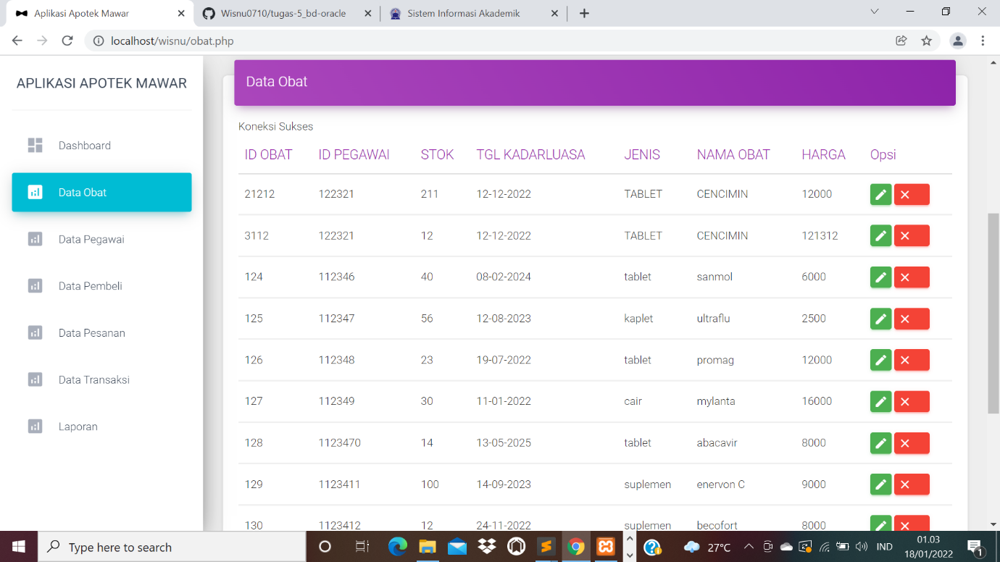 Aplikasi Apotek Mawar
Wisnu0710/tugas-5_bd-oracle
Sistem Informasi Akademik
localhost/wisnu/obat.php
APLIKASI APOTEK MAWAR
Dashboard
Data Obat
Data Pegawai
Data Pembeli
Data Pesanan
Data Transaksi
Laporan
Data Obat
Koneksi Sukses
ID OBAT ID PEGAWAI STOK TGL KADARLUASA JENIS NAMA OBAT HARGA Opsi
21212 122321 211 12-12-2022 TABLET CENCIMIN 12000
3112 122321 12 12-12-2022 TABLET CENCIMIN 121312
124 112346 40 08-02-2024 tablet sanmol 6000
125 112347 56 12-08-2023 kaplet ultraflu 2500
126 112348 23 19-07-2022 tablet promag 12000
127 112349 30 11-01-2022 cair mylanta 16000
128 1123470 14 13-05-2025 tablet abacavir 8000
129 1123411 100 14-09-2023 suplemen enervon C 9000
130 1123412 12 24-11-2022 suplemen becofort 8000
Type here to search
27°C
IND
01.03
18/01/2022
1